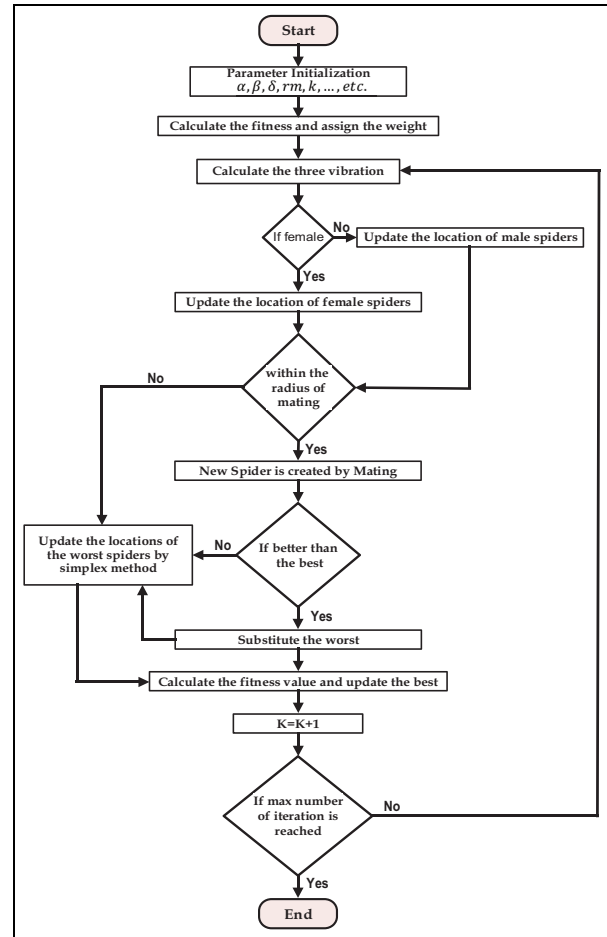 Start
Parameter Initialization
α, β, δ, rm, k, …, etc.
Calculate the fitness and assign the weight
Calculate the three vibration
If female
No
Update the location of male spiders
Yes
Update the location of female spiders
within the
radius of
mating
No
Yes
New Spider is created by Mating
Update the locations of
the worst spiders by
simplex method
No
If better than
the best
Yes
Substitute the worst
Calculate the fitness value and update the best
K=K+1
If max number
of iteration is
reached
No
Yes
End